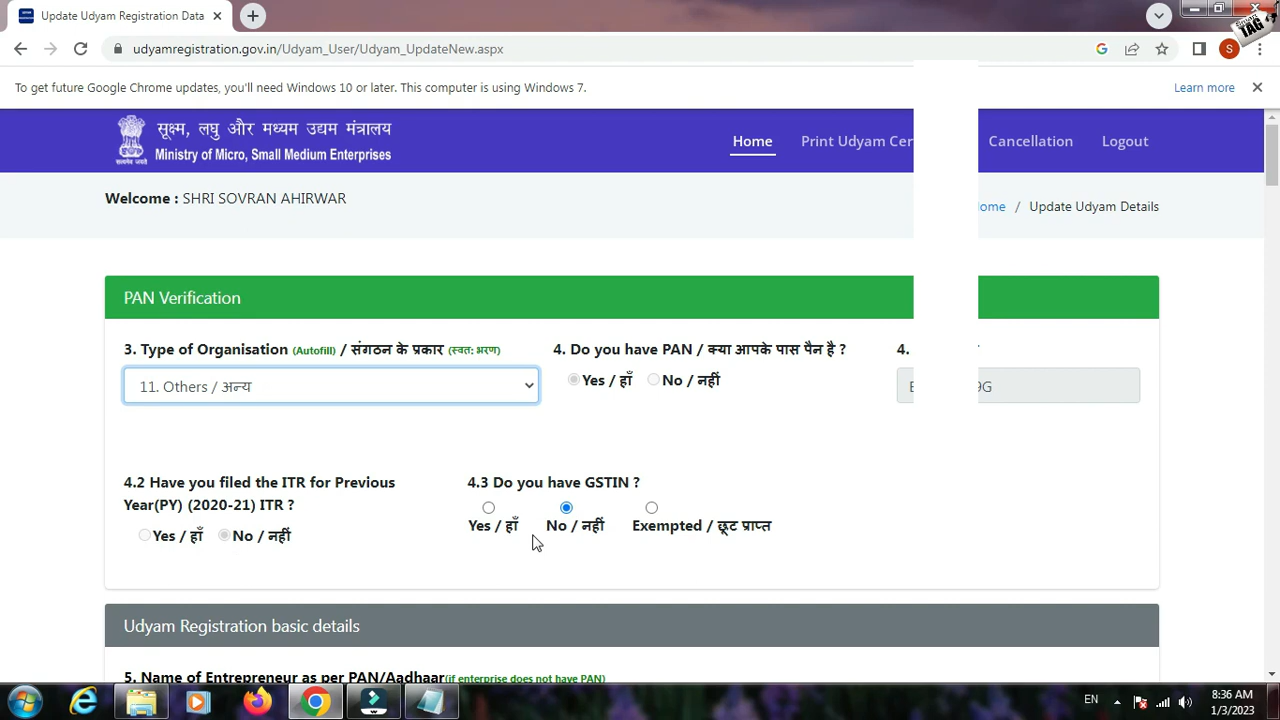 Update Udyam Registration Data
TAG
udyamregistration.gov.in/Udyam_User/Udyam_UpdateNew.aspx
S
To get future Google Chrome updates, you'll need Windows 10 or later. This computer is using Windows 7.
Learn more
सूक्ष्म, लघु और मध्यम उद्यम मंत्रालय
Ministry of Micro, Small Medium Enterprises
Home
Print Udyam Cer
Cancellation
Logout
Welcome : SHRI SOVRAN AHIRWAR
ome / Update Udyam Details
PAN Verification
3. Type of Organisation (Autofill) / संगठन के प्रकार (स्वत: भरण)
4. Do you have PAN / क्या आपके पास पैन है ?
4.
11. Others / अन्य
Yes / हाँ No / नहीं
9G
4.2 Have you filed the ITR for Previous
Year(PY) (2020-21) ITR ?
Yes / हाँ No / नहीं
4.3 Do you have GSTIN ?
Yes / हाँ No / नहीं Exempted / छूट प्राप्त
Udyam Registration basic details
5. Name of Entrepreneur as per PAN/Aadhaar(if enterprise does not have PAN)
EN
8:36 AM
1/3/2023